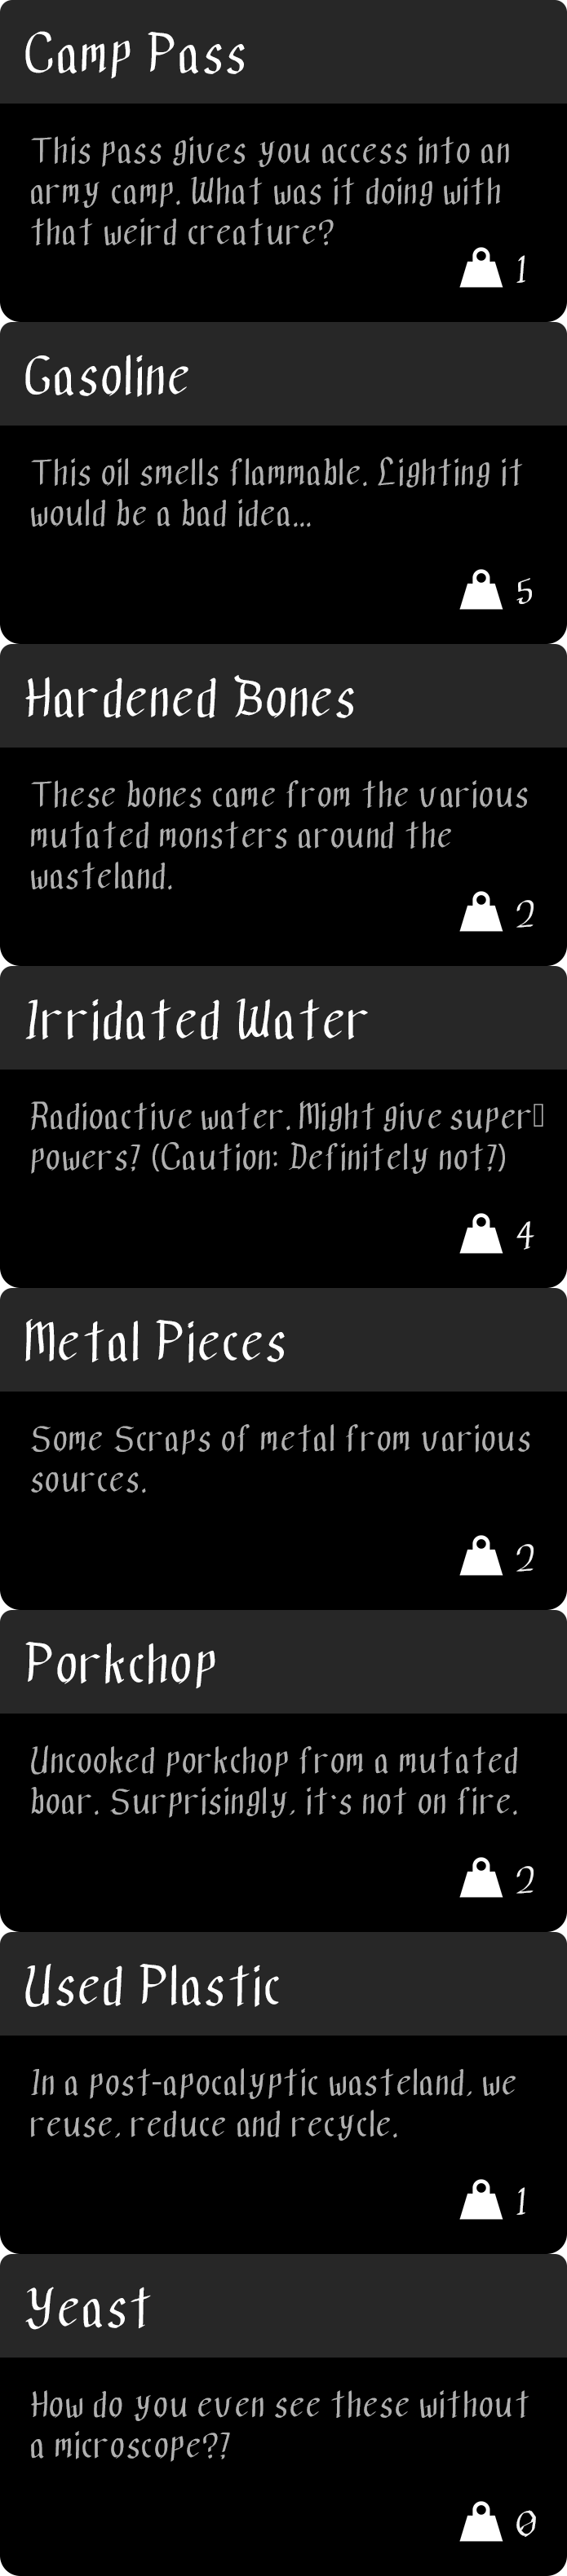 Camp Pass
This pass gives you access into an
army camp. What was it doing with
that weird creature?
1
Gasoline
This oil smells flammable. Lighting it
would be a bad idea...
5
Hardened Bones
These bones came from the various
mutated monsters around the
wasteland.
2
Irridated Water
Radioactive water. Might give super
powers! (Caution: Definitely not!)
4
Metal Pieces
Some Scraps of metal from various
sources.
2
Porkchop
Uncooked porkchop from a mutated
boar. Surprisingly, it's not on fire.
2
Used Plastic
In a post-apocalyptic wasteland, we
reuse, reduce and recycle.
1
Yeast
How do you even see these without
a microscope?!
0